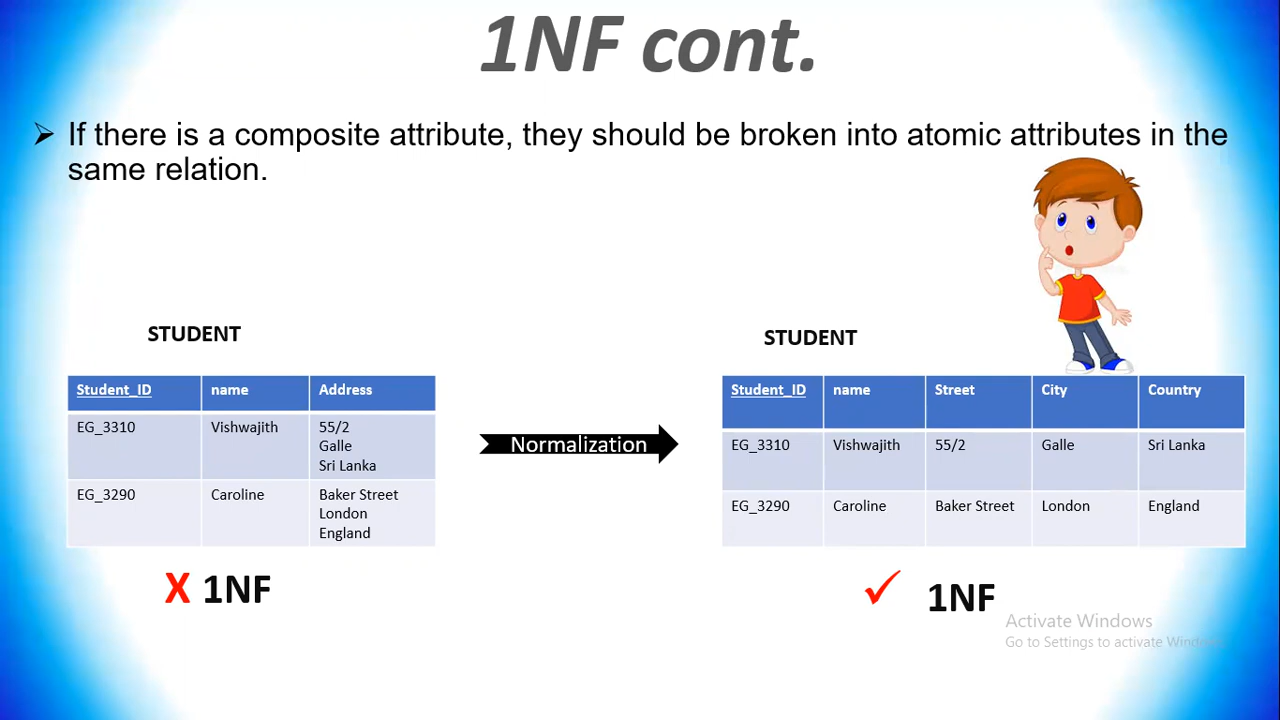 1NF cont.
If there is a composite attribute, they should be broken into atomic attributes in the
same relation.
STUDENT
Student_ID name Address
EG_3310 Vishwajith 55/2
Galle
Sri Lanka
EG_3290 Caroline Baker Street
London
England
X 1NF
Normalization
STUDENT
Student_ID name Street City Country
EG_3310 Vishwajith 55/2 Galle Sri Lanka
EG_3290 Caroline Baker Street London England
1NF
Activate Windows
Go to Settings to activate Windows.